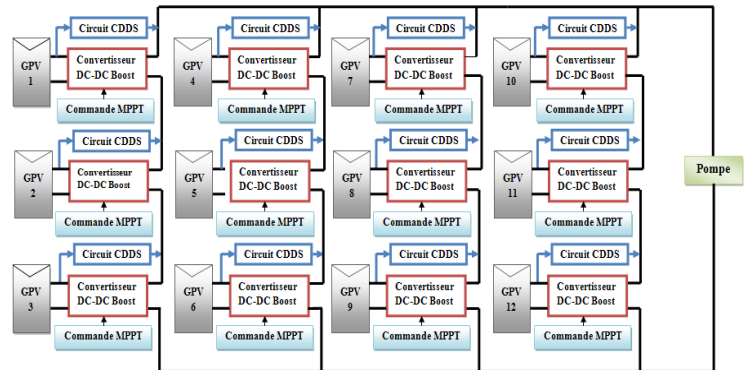 Circuit CDDS
Circuit CDDS
Circuit CDDS
Circuit CDDS
GPV
1
Convertisseur
DC-DC Boost
GPV
4
Convertisseur
DC-DC Boost
GPV
7
Convertisseur
DC-DC Boost
GPV
10
Convertisseur
DC-DC Boost
Commande MPPT
Commande MPPT
Commande MPPT
Commande MPPT
Circuit CDDS
Circuit CDDS
Circuit CDDS
Circuit CDDS
GPV
2
Convertisseur
DC-DC Boost
GPV
5
Convertisseur
DC-DC Boost
GPV
8
Convertisseur
DC-DC Boost
GPV
11
Convertisseur
DC-DC Boost
Pompe
Commande MPPT
Commande MPPT
Commande MPPT
Commande MPPT
Circuit CDDS
Circuit CDDS
Circuit CDDS
Circuit CDDS
GPV
3
Convertisseur
DC-DC Boost
GPV
6
Convertisseur
DC-DC Boost
GPV
9
Convertisseur
DC-DC Boost
GPV
12
Convertisseur
DC-DC Boost
Commande MPPT
Commande MPPT
Commande MPPT
Commande MPPT